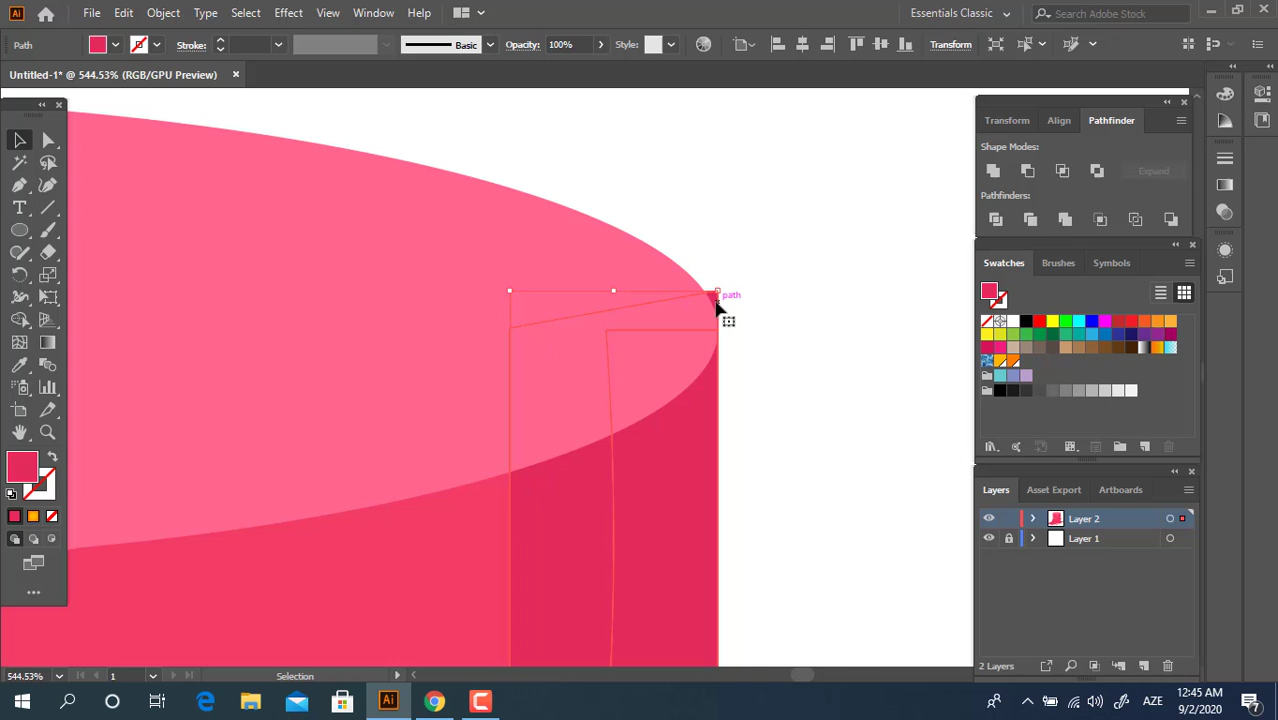 Ai File Edit Object Type Select Effect View Window Help Essentials Classic Search Adobe Stock
Path Stroke: Basic Opacity: 100% Style: Transform
Untitled-1* @ 544.53% (RGB/GPU Preview)
Transform Align Pathfinder
Shape Modes:
Expand
Pathfinders:
Swatches Brushes Symbols
path
Layers Asset Export Artboards
Layer 2
Layer 1
2 Layers
544.53% 1 Selection
Ai AZE 12:45 AM
9/2/2020 7